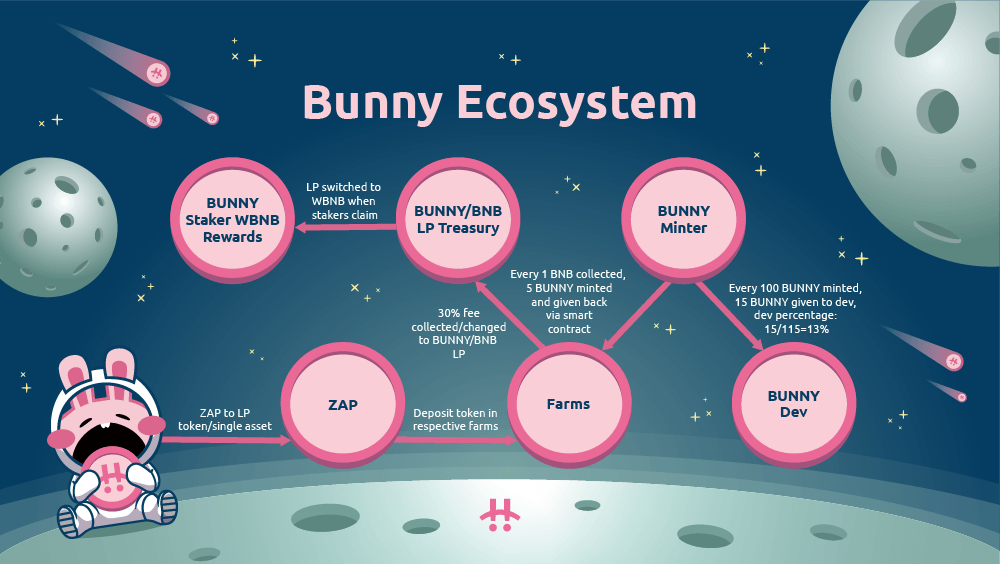 Bunny Ecosystem
BUNNY
Staker WBNB
Rewards
LP switched to
WBNB when
stakers claim
BUNNY/BNB
LP Treasury
BUNNY
Minter
Every 1 BNB collected,
5 BUNNY minted
and given back
via smart
contract
Every 100 BUNNY minted,
15 BUNNY given to dev,
dev percentage:
15/115=13%
30% fee
collected/changed
to BUNNY/BNB
LP
ZAP to LP
token/single asset
ZAP
Deposit token in
respective farms
Farms
BUNNY
Dev